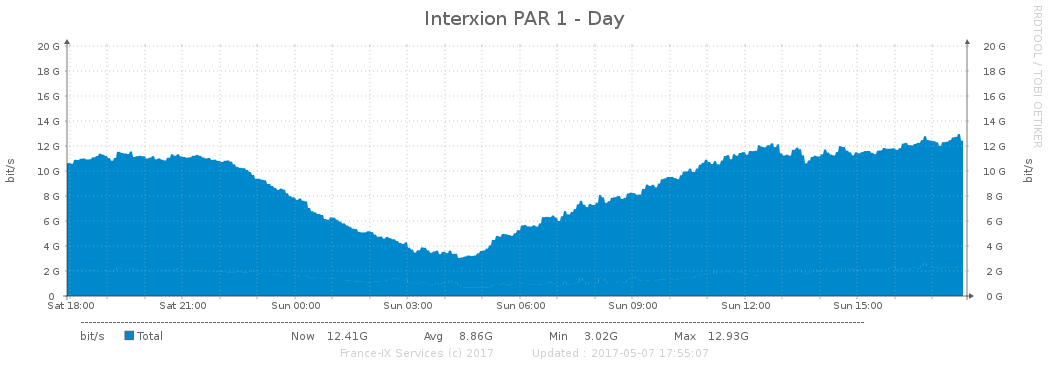 Interxion PAR 1 - Day
RRDTOOL / TOBI OETIKER
bit/s
bit/s
20 G 20 G
18 G 18 G
16 G 16 G
14 G 14 G
12 G 12 G
10 G 10 G
8 G 8 G
6 G 6 G
4 G 4 G
2 G 2 G
0 0 G
Sat 18:00 Sat 21:00 Sun 00:00 Sun 03:00 Sun 06:00 Sun 09:00 Sun 12:00 Sun 15:00
bit/s Total Now 12.41G Avg 8.86G Min 3.02G Max 12.93G
France-IX Services (c) 2017 Updated : 2017-05-07 17:55:07